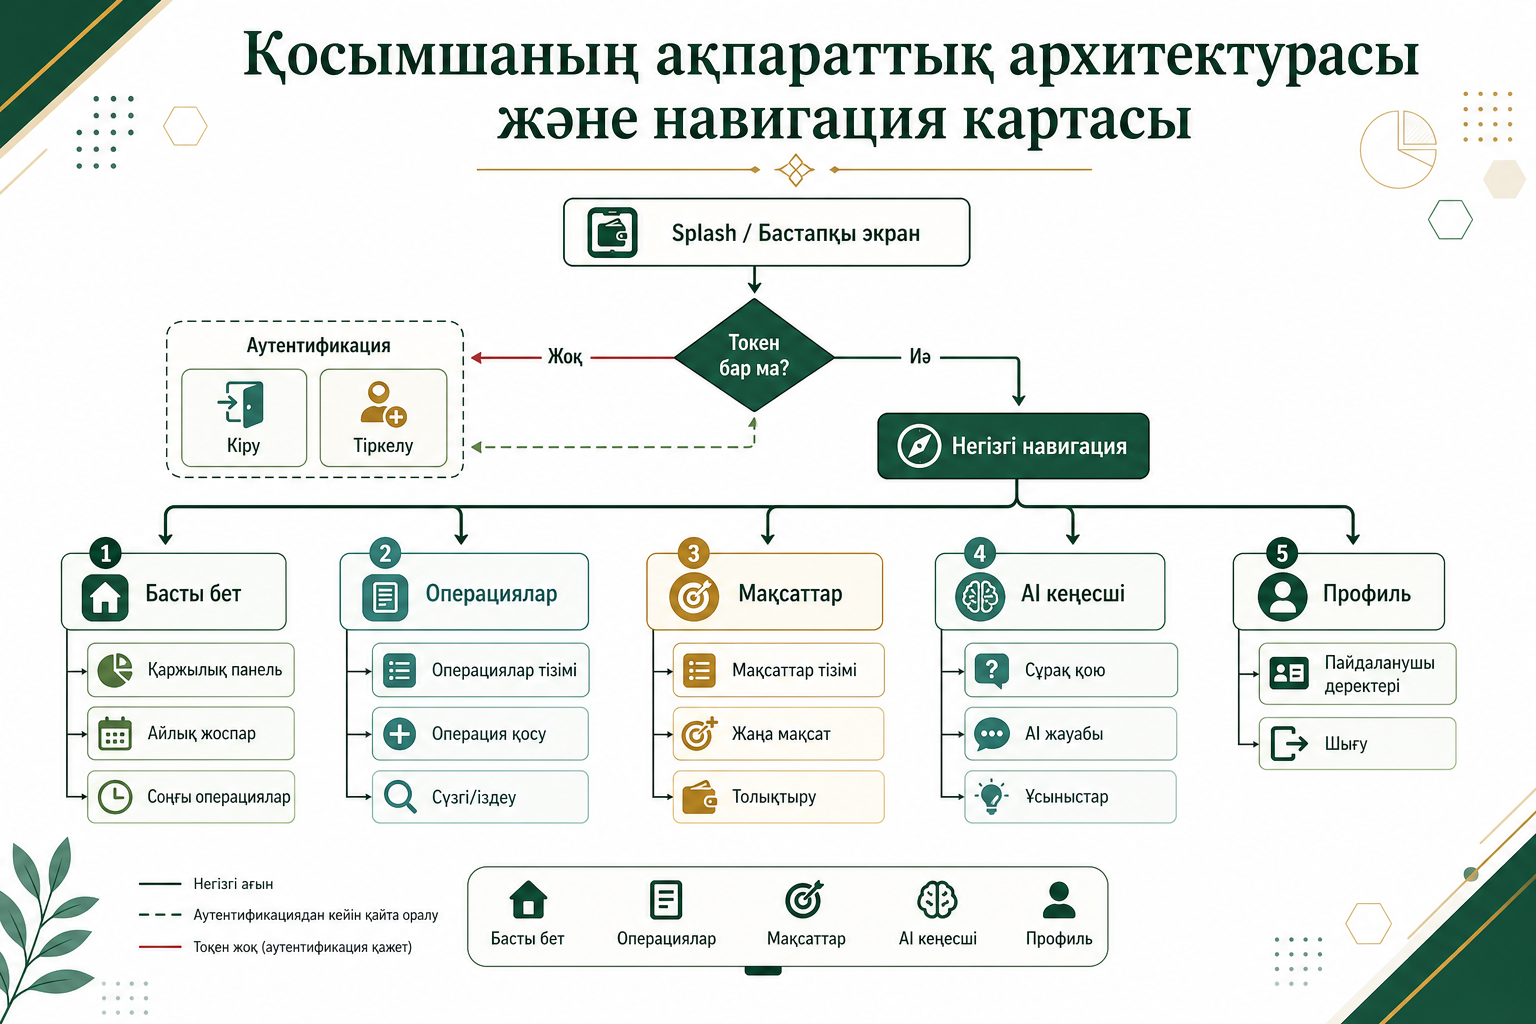 Қосымшаның ақпараттық архитектурасы
және навигация картасы
Splash / Бастапқы экран
Токен
бар ма?
Жоқ
Иә
Аутентификация
Кіру
Тіркелу
Негізгі навигация
1
Басты бет
Қаржылық панель
Айлық жоспар
Соңғы операциялар
2
Операциялар
Операциялар тізімі
Операция қосу
Сүзгі/іздеу
3
Мақсаттар
Мақсаттар тізімі
Жаңа мақсат
Толықтыру
4
AI кеңесші
Сұрақ қою
AI жауабы
Ұсыныстар
5
Профиль
Пайдаланушы
деректері
Шығу
Негізгі ағын
Аутентификациядан кейін қайта оралу
Тоқен жоқ (аутентификация қажет)
Басты бет
Операциялар
Мақсаттар
AI кеңесші
Профиль